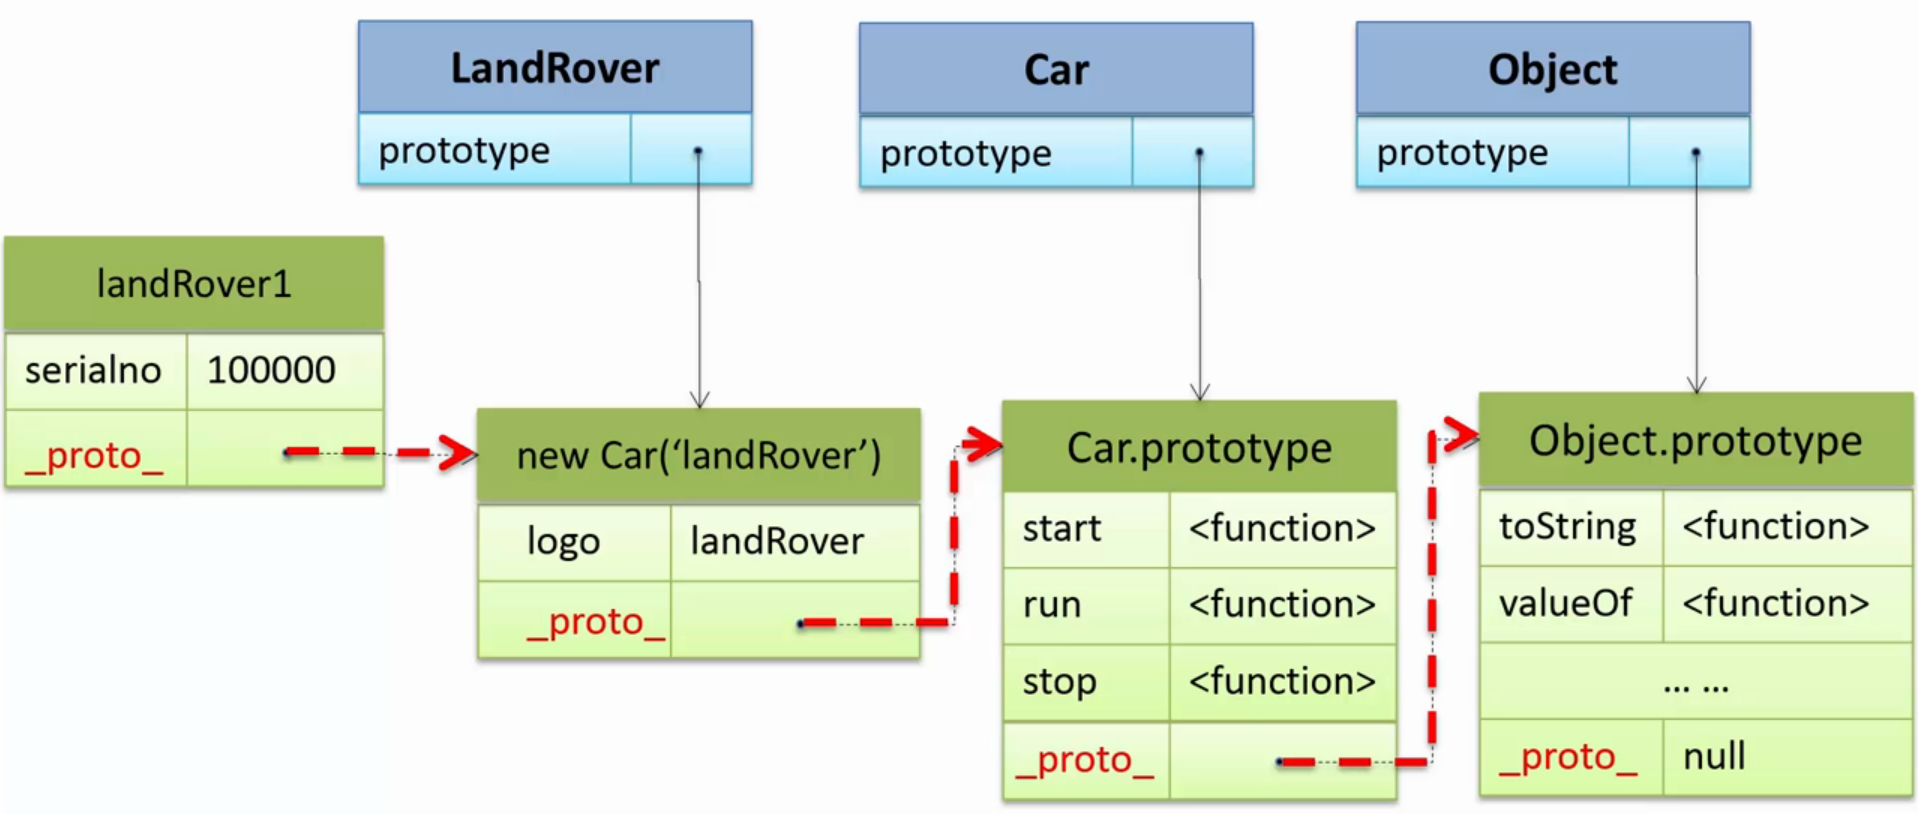 LandRover
prototype
Car
prototype
Object
prototype
landRover1
serialno 100000
_proto_
new Car(‘landRover’)
logo landRover
_proto_
Car.prototype
start <function>
run <function>
stop <function>
_proto_
Object.prototype
toString <function>
valueOf <function>
... ...
_proto_ null